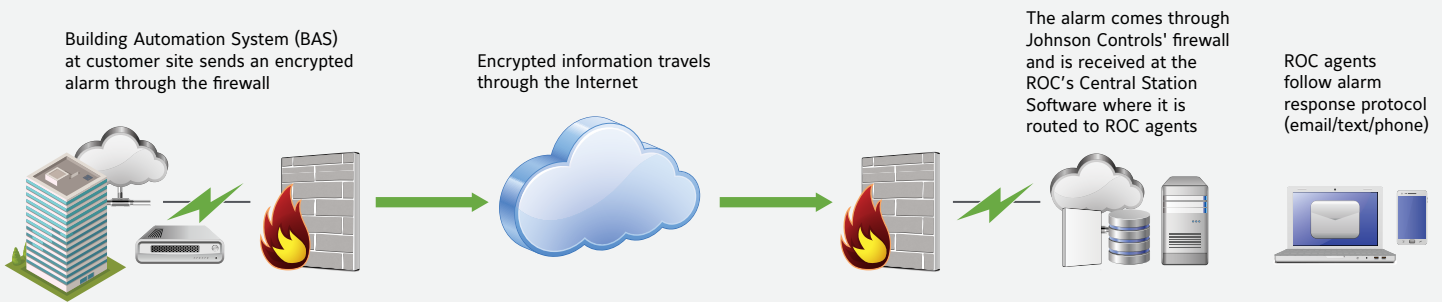 Building Automation System (BAS)
at customer site sends an encrypted
alarm through the firewall
Encrypted information travels
through the Internet
The alarm comes through
Johnson Controls' firewall
and is received at the
ROC’s Central Station
Software where it is
routed to ROC agents
ROC agents
follow alarm
response protocol
(email/text/phone)